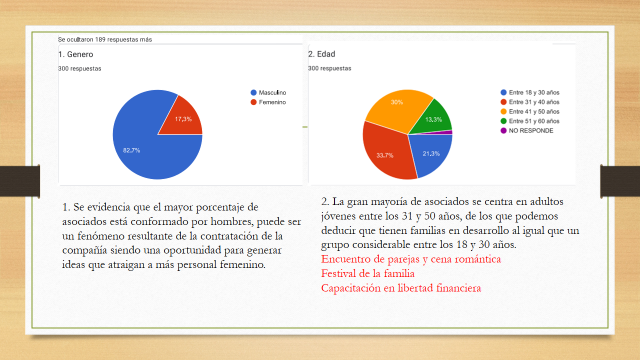 Se ocultaron 189 respuestas más
1. Genero
300 respuestas
Masculino
Femenino
17,3%
82,7%
2. Edad
300 respuestas
Entre 18 y 30 años
Entre 31 y 40 años
Entre 41 y 50 años
Entre 51 y 60 años
NO RESPONDE
30%
13,3%
33,7%
21,3%
1. Se evidencia que el mayor porcentaje de
asociados está conformado por hombres, puede ser
un fenómeno resultante de la contratación de la
compañía siendo una oportunidad para generar
ideas que atraigan a más personal femenino.
2. La gran mayoría de asociados se centra en adultos
jóvenes entre los 31 y 50 años, de los que podemos
deducir que tienen familias en desarrollo al igual que un
grupo considerable entre los 18 y 30 años.
Encuentro de parejas y cena romántica
Festival de la familia
Capacitación en libertad financiera